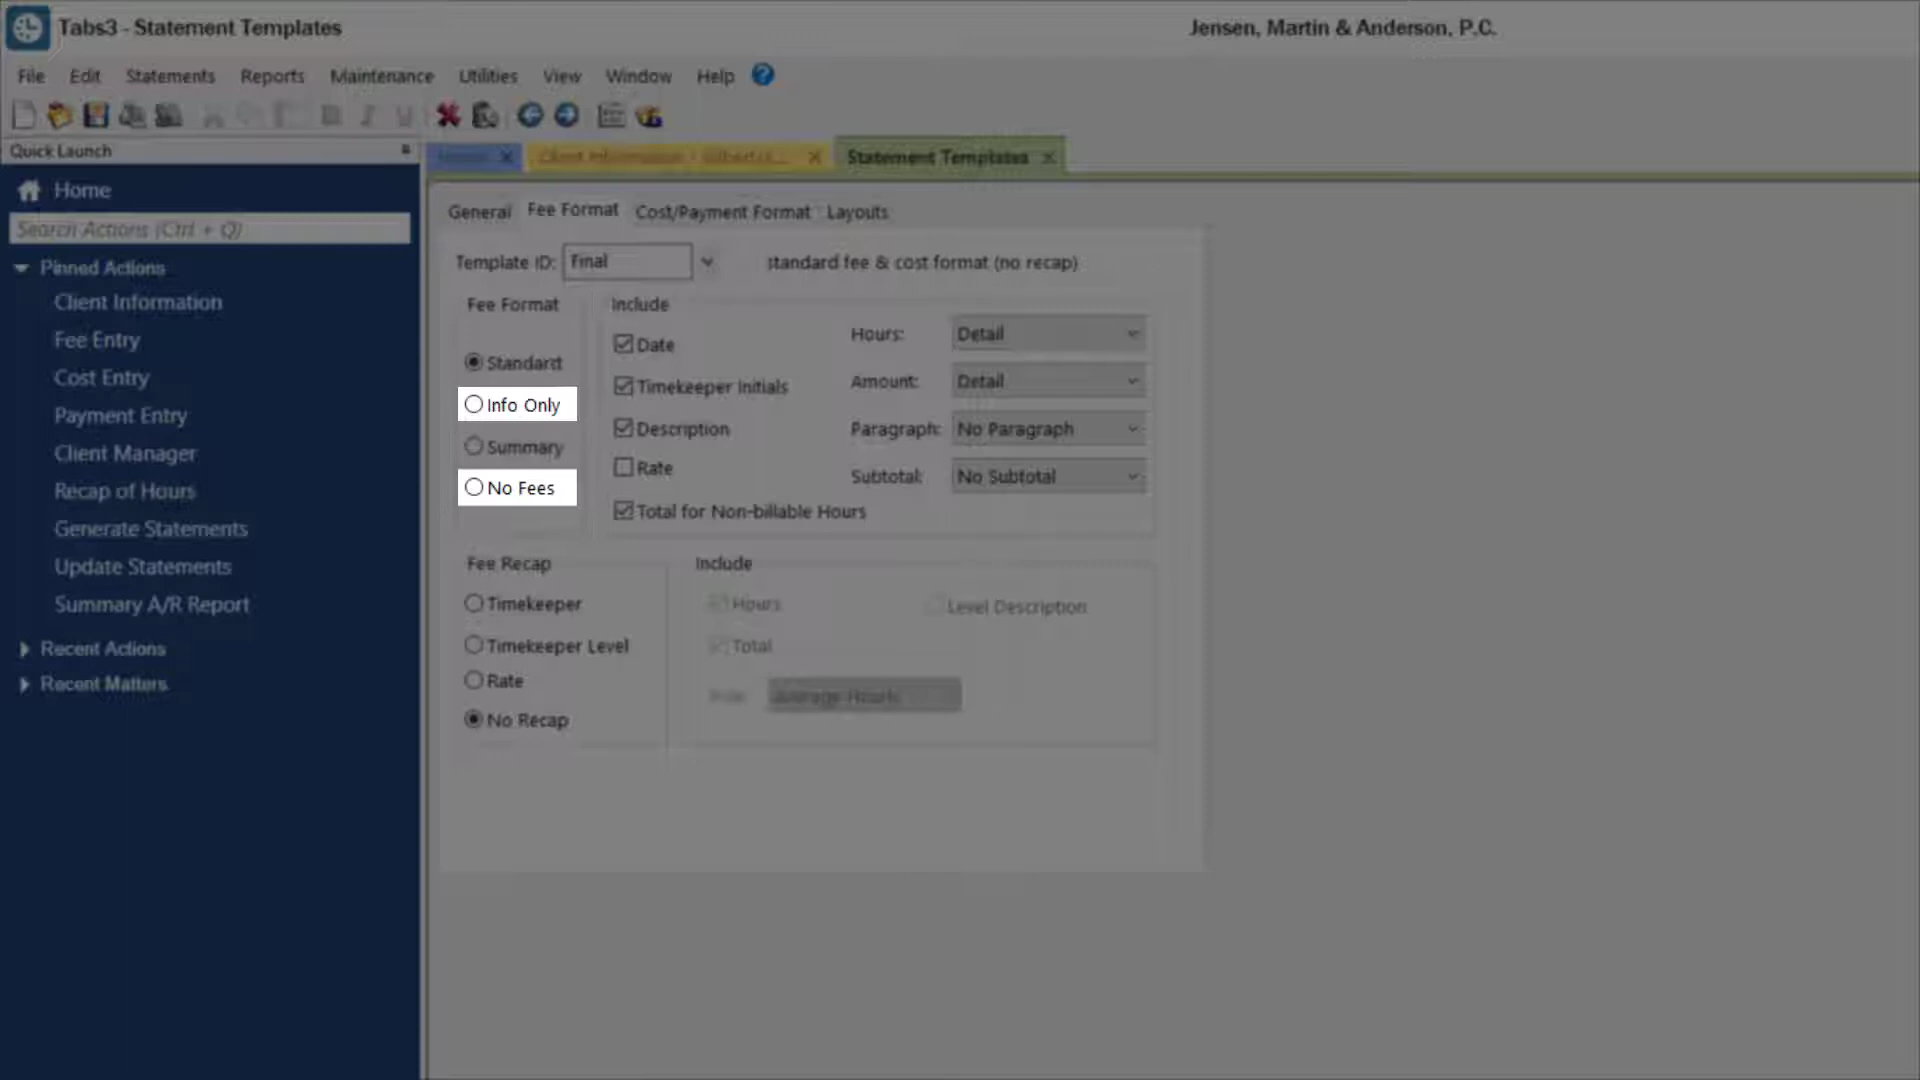 Tabs3 - Statement Templates
Jensen, Martin & Anderson, P.C.
File Edit Statements Reports Maintenance Utilities View Window Help
Quick Launch
Statement Templates
Home
Search Actions (Ctrl + Q)
General Fee Format Cost/Payment Format Layouts
Pinned Actions
Client Information
Fee Entry
Cost Entry
Payment Entry
Client Manager
Recap of Hours
Generate Statements
Update Statements
Summary A/R Report
Recent Actions
Recent Matters
Template ID: Final standard fee & cost format (no recap)
Fee Format
Standard
Info Only
Summary
No Fees
Include
Date
Timekeeper Initials
Description
Rate
Total for Non-billable Hours
Hours: Detail
Amount: Detail
Paragraph: No Paragraph
Subtotal: No Subtotal
Fee Recap
Timekeeper
Timekeeper Level
Rate
No Recap
Include
Hours
Level Description
Total
Average Hourly